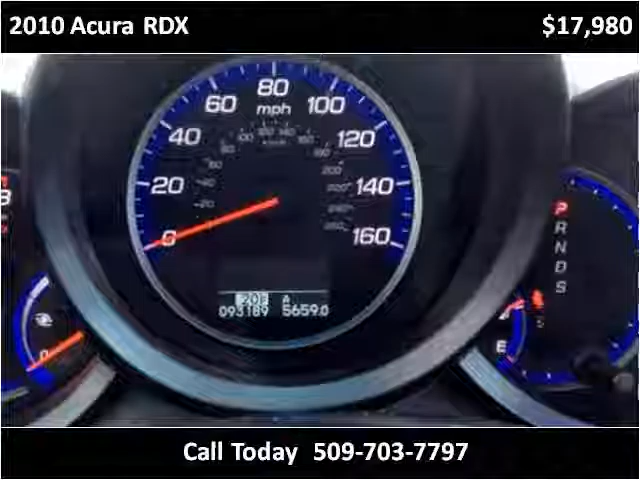 2010 Acura RDX $17,980
80
60 mph 100
40 120
20 140
0 160
P
R
N
D
S
20F A
093189 5659.0
E
Call Today 509-703-7797